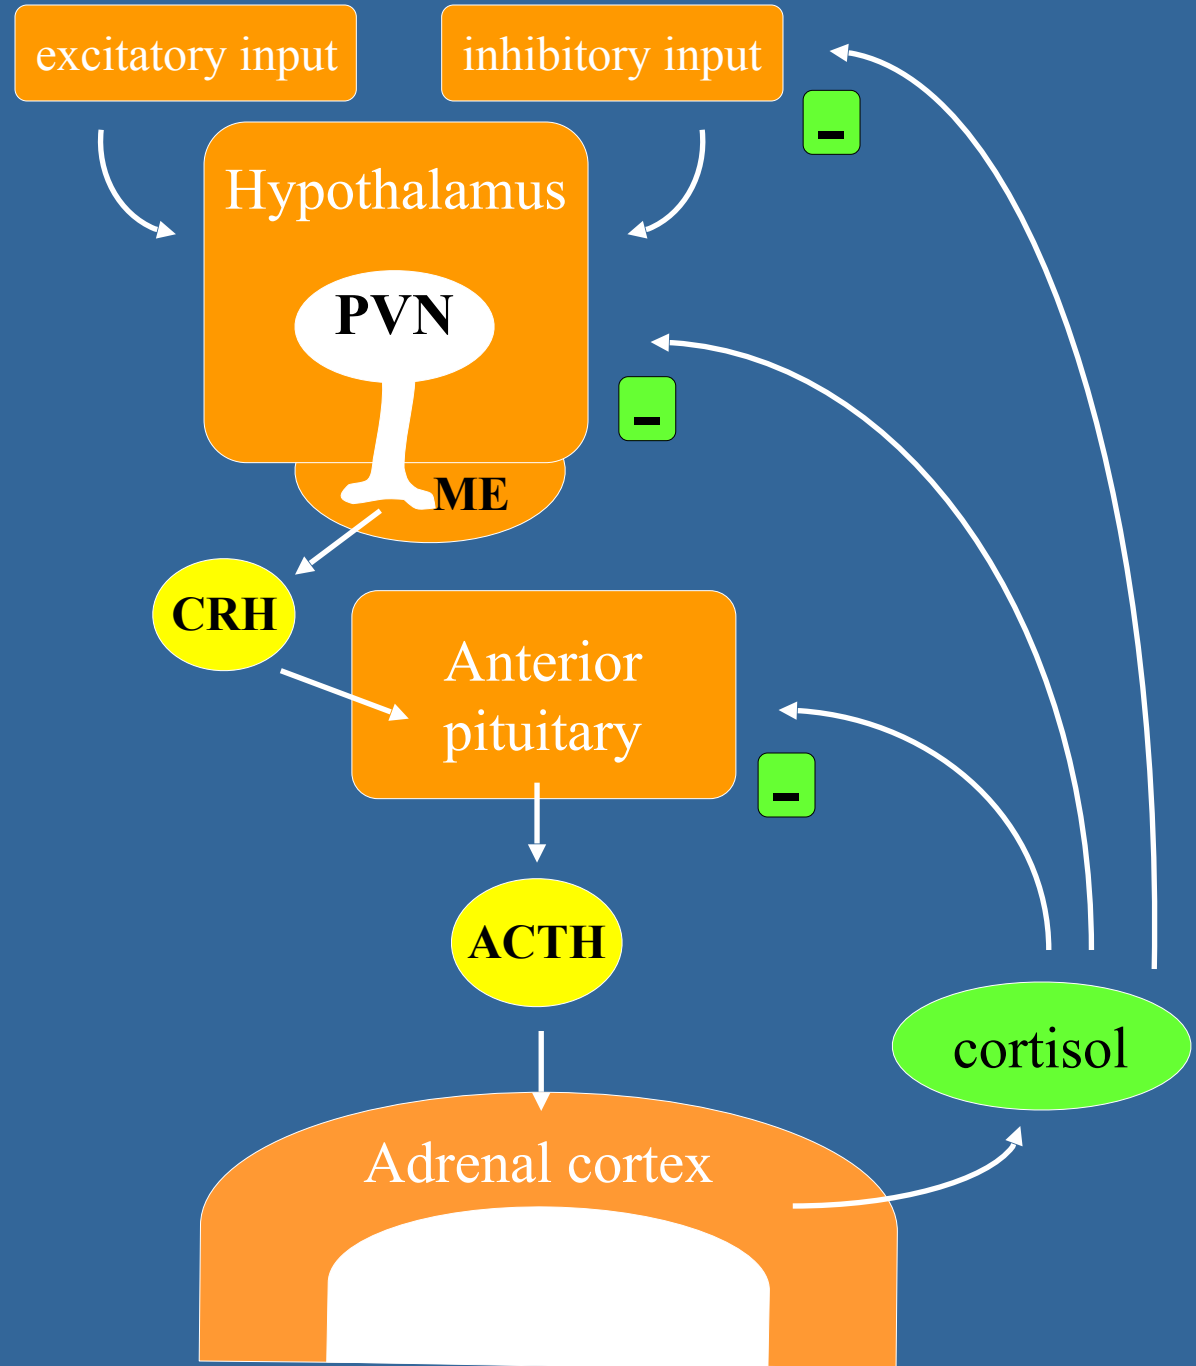 excitatory input
inhibitory input
-
Hypothalamus
PVN
-
ME
CRH
Anterior
pituitary
-
ACTH
cortisol
Adrenal cortex